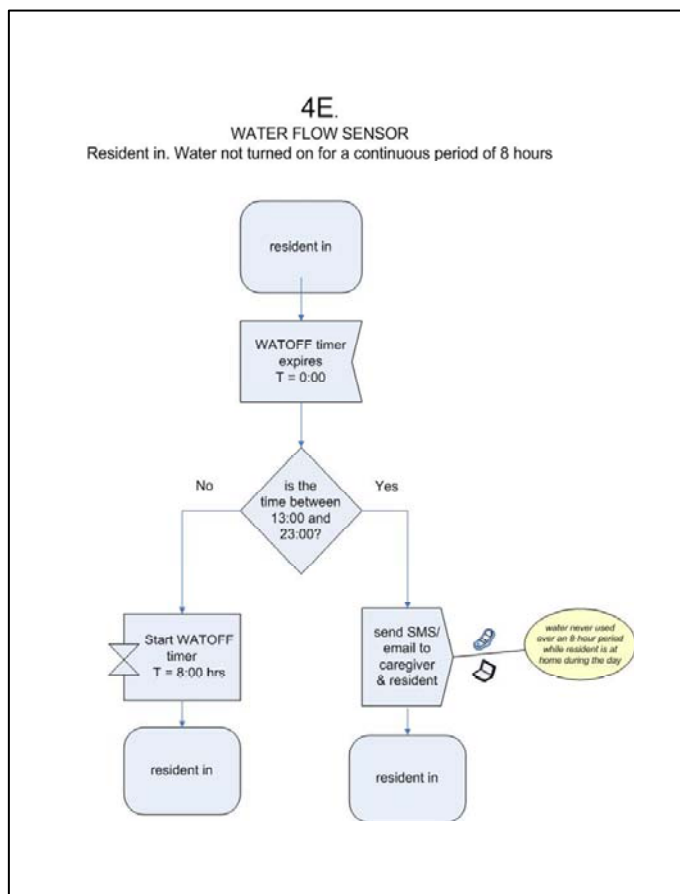 4E.
WATER FLOW SENSOR
Resident in. Water not turned on for a continuous period of 8 hours
resident in
WATOFF timer
expires
T = 0:00
No
is the
time between
13:00 and
23:00?
Yes
Start WATOFF
timer
T = 8:00 hrs
send SMS/
email to
caregiver
& resident
water never used
over an 8 hour period
while resident is at
home during the day
resident in
resident in